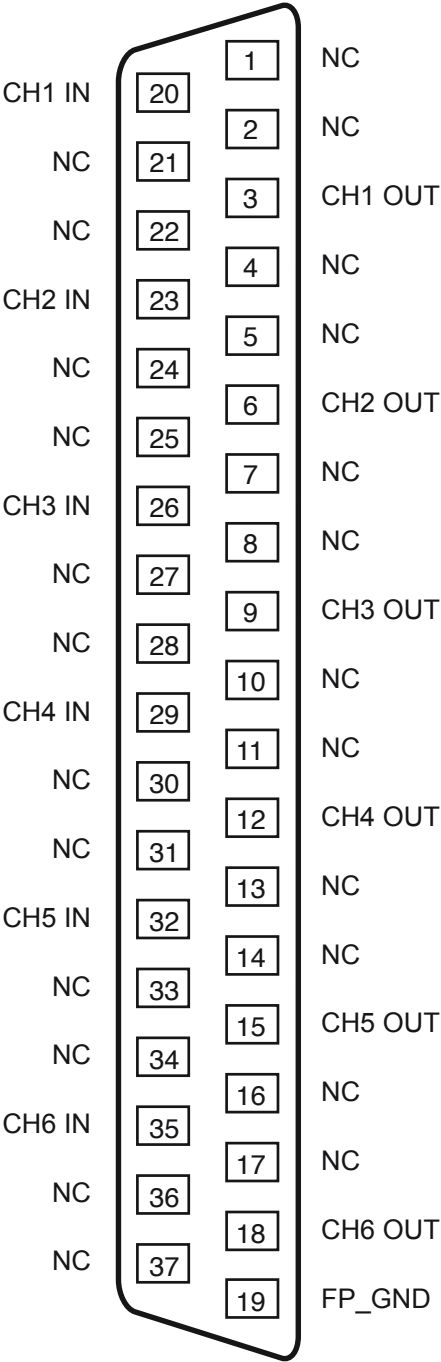 1 NC
CH1 IN 20
2 NC
NC 21
3 CH1 OUT
NC 22
4 NC
CH2 IN 23
5 NC
NC 24
6 CH2 OUT
NC 25
7 NC
CH3 IN 26
8 NC
NC 27
9 CH3 OUT
NC 28
10 NC
CH4 IN 29
11 NC
NC 30
12 CH4 OUT
NC 31
13 NC
CH5 IN 32
14 NC
NC 33
15 CH5 OUT
NC 34
16 NC
CH6 IN 35
17 NC
NC 36
18 CH6 OUT
NC 37
19 FP_GND